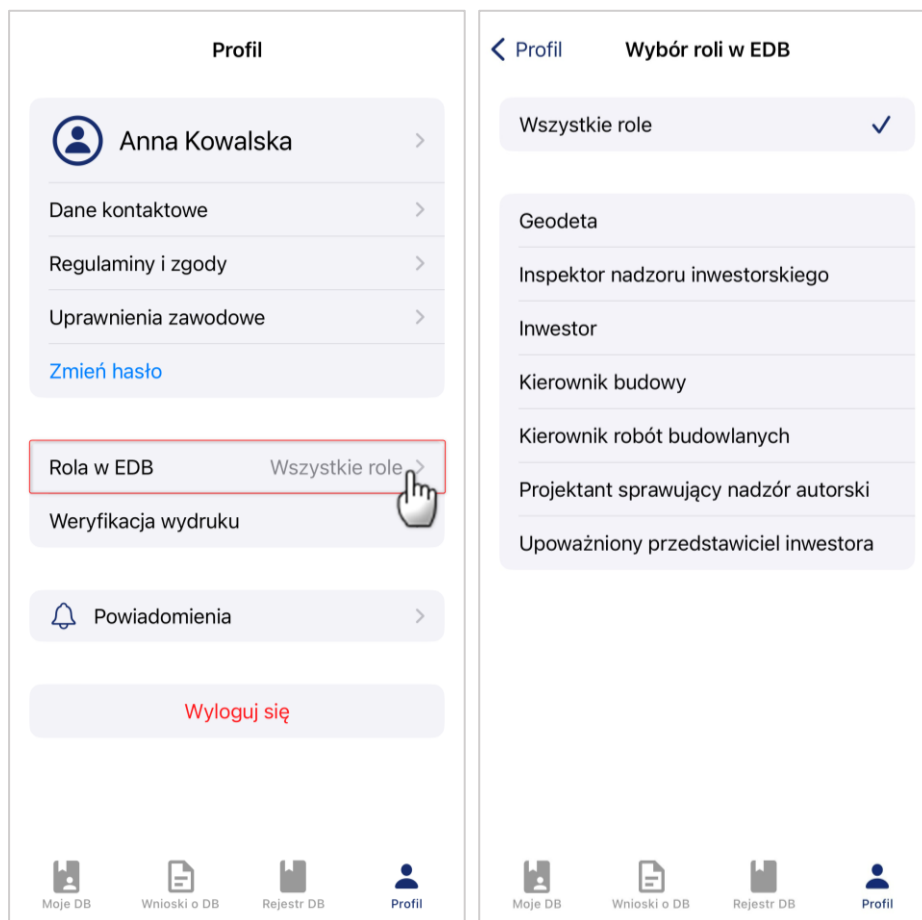 Profil
Anna Kowalska
Dane kontaktowe
Regulaminy i zgody
Uprawnienia zawodowe
Zmień hasło
Rola w EDB Wszystkie role
Weryfikacja wydruku
Powiadomienia
Wyloguj się
Moje DB Wnioski o DB Rejestr DB Profil
Profil Wybór roli w EDB
Wszystkie role
Geodeta
Inspektor nadzoru inwestorskiego
Inwestor
Kierownik budowy
Kierownik robót budowlanych
Projektant sprawujący nadzór autorski
Upoważniony przedstawiciel inwestora
Moje DB Wnioski o DB Rejestr DB Profil